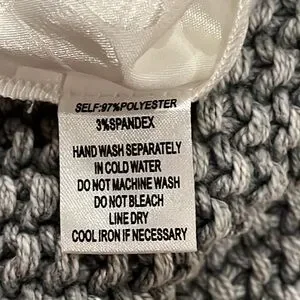 SELF:97%POLYESTER
3%SPANDEX
HAND WASH SEPARATELY
IN COLD WATER
DO NOT MACHINE WASH
DO NOT BLEACH
LINE DRY
COOL IRON IF NECESSARY